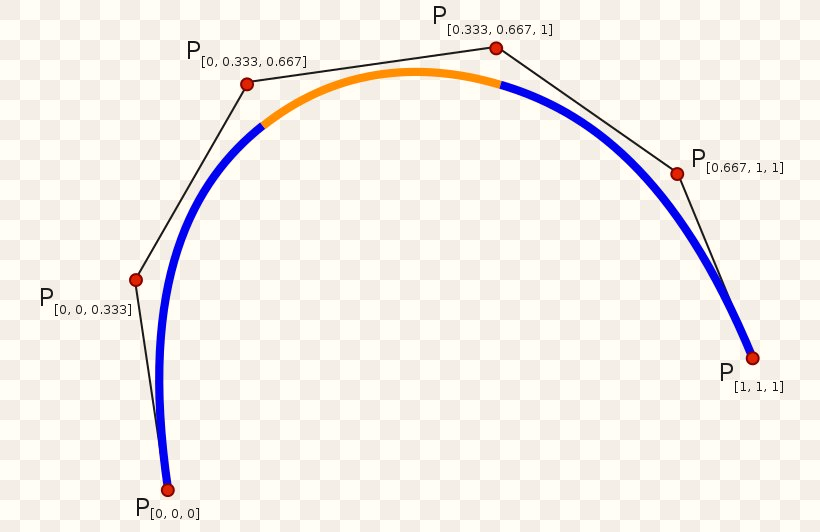 P[0.333, 0.667, 1]
P[0, 0.333, 0.667]
P[0.667, 1, 1]
P[0, 0, 0.333]
P[1, 1, 1]
P[0, 0, 0]